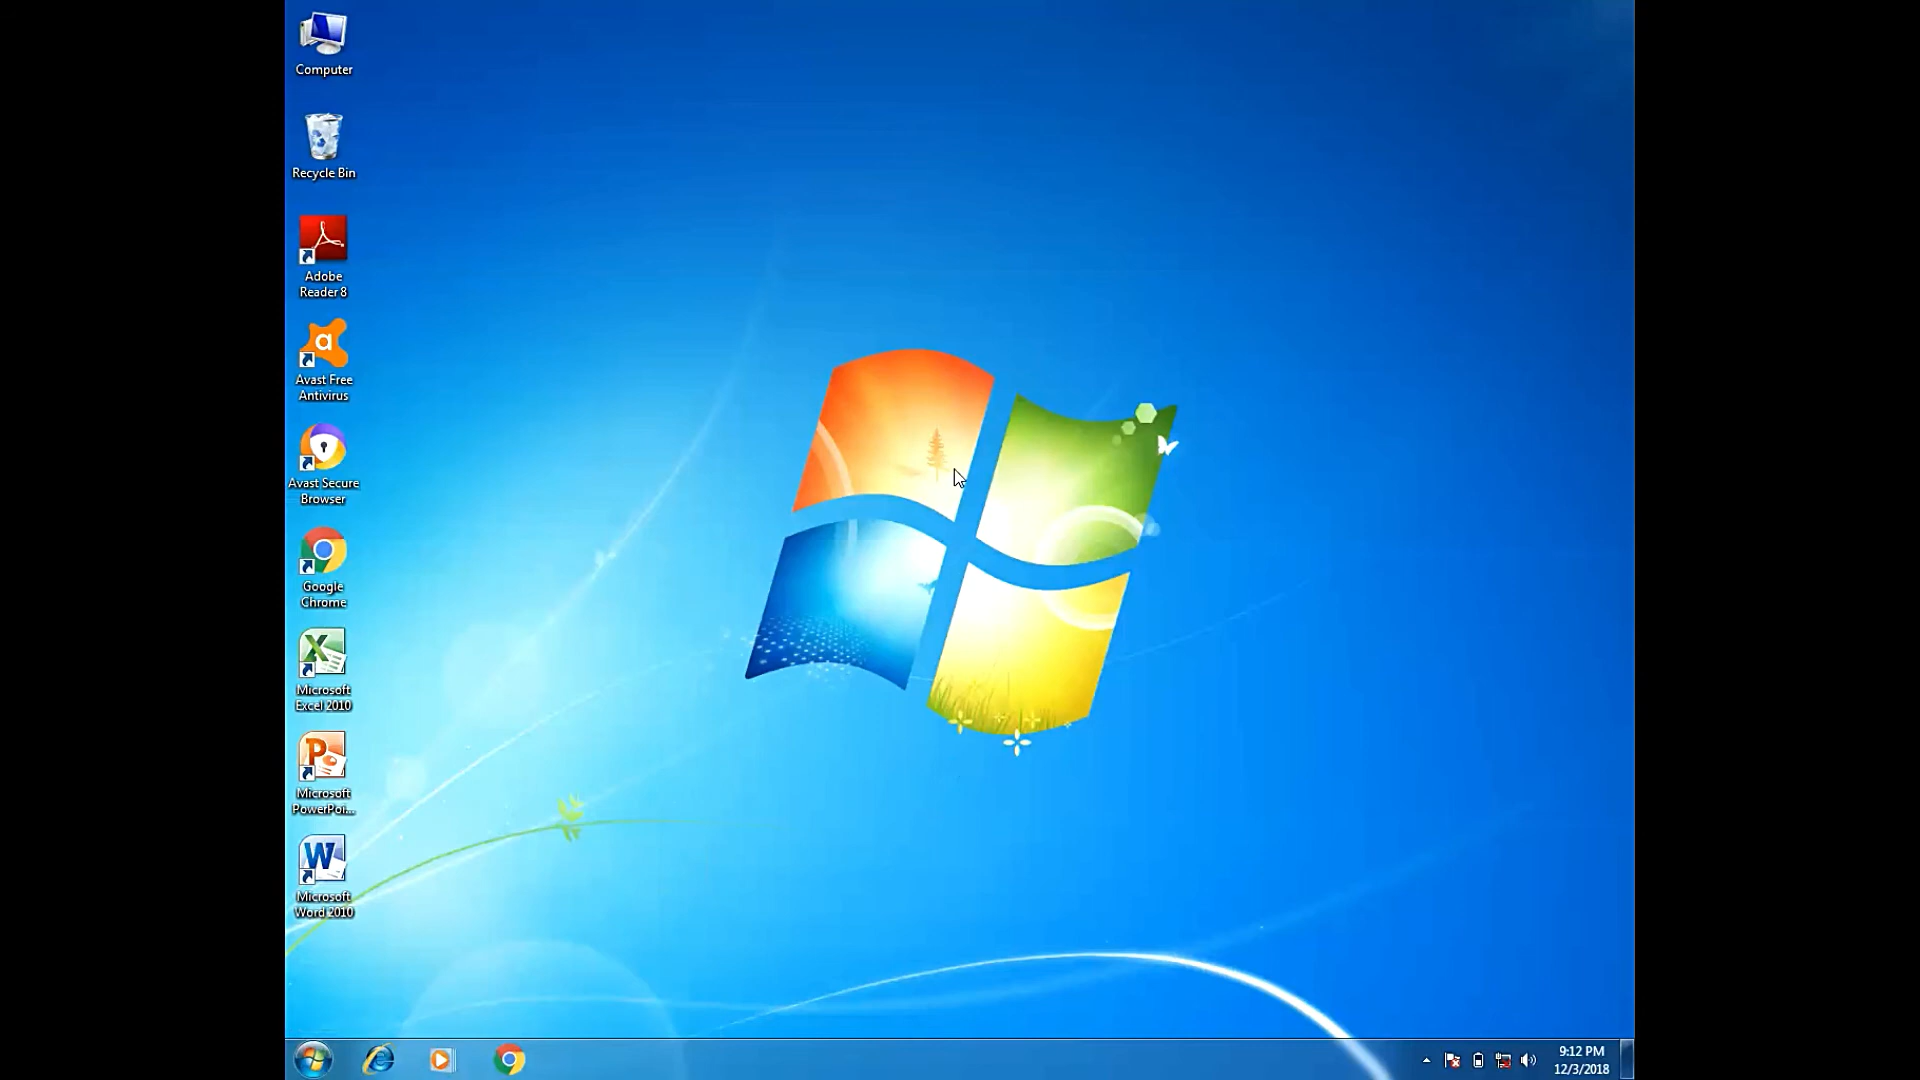 Computer
Recycle Bin
Adobe
Reader 8
Avast Free
Antivirus
Avast Secure
Browser
Google
Chrome
Microsoft
Excel 2010
Microsoft
PowerPoi...
Microsoft
Word 2010
9:12 PM
12/3/2018